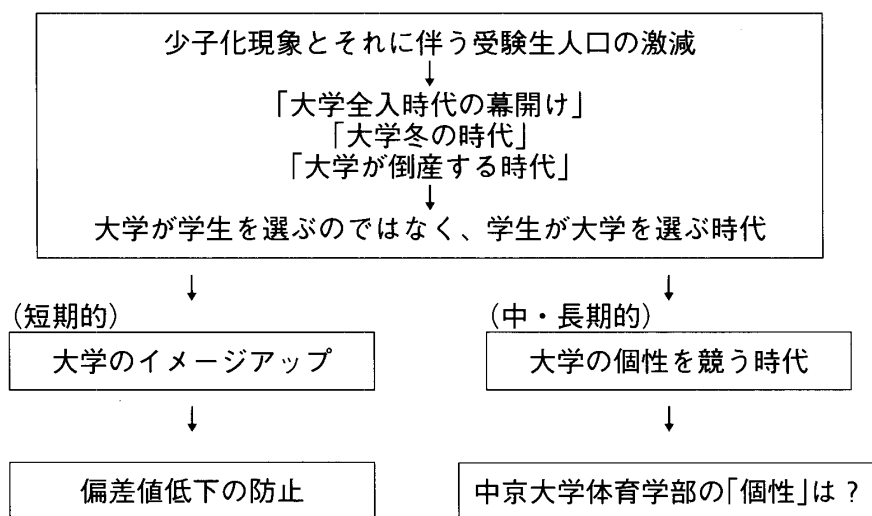 少子化現象とそれに伴う受験生人口の激減
↓
「大学全入時代の幕開け」
「大学冬の時代」
「大学が倒産する時代」
↓
大学が学生を選ぶのではなく、学生が大学を選ぶ時代
↓ ↓
(短期的) (中・長期的)
大学のイメージアップ 大学の個性を競う時代
↓ ↓
偏差値低下の防止 中京大学体育学部の「個性」は?